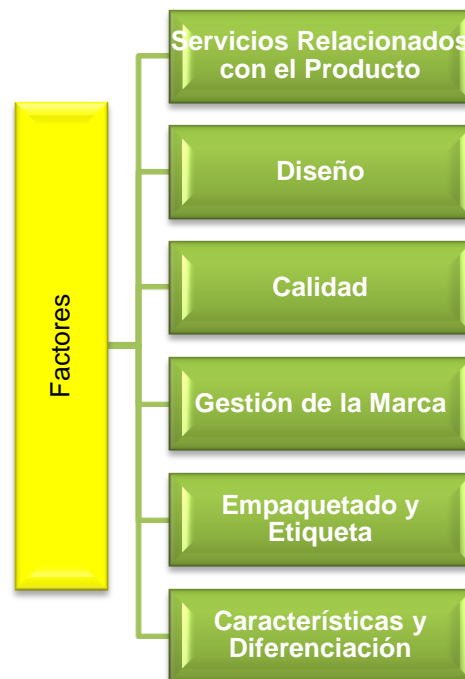 Factores
Servicios Relacionados
con el Producto
Diseño
Calidad
Gestión de la Marca
Empaquetado y
Etiqueta
Características y
Diferenciación